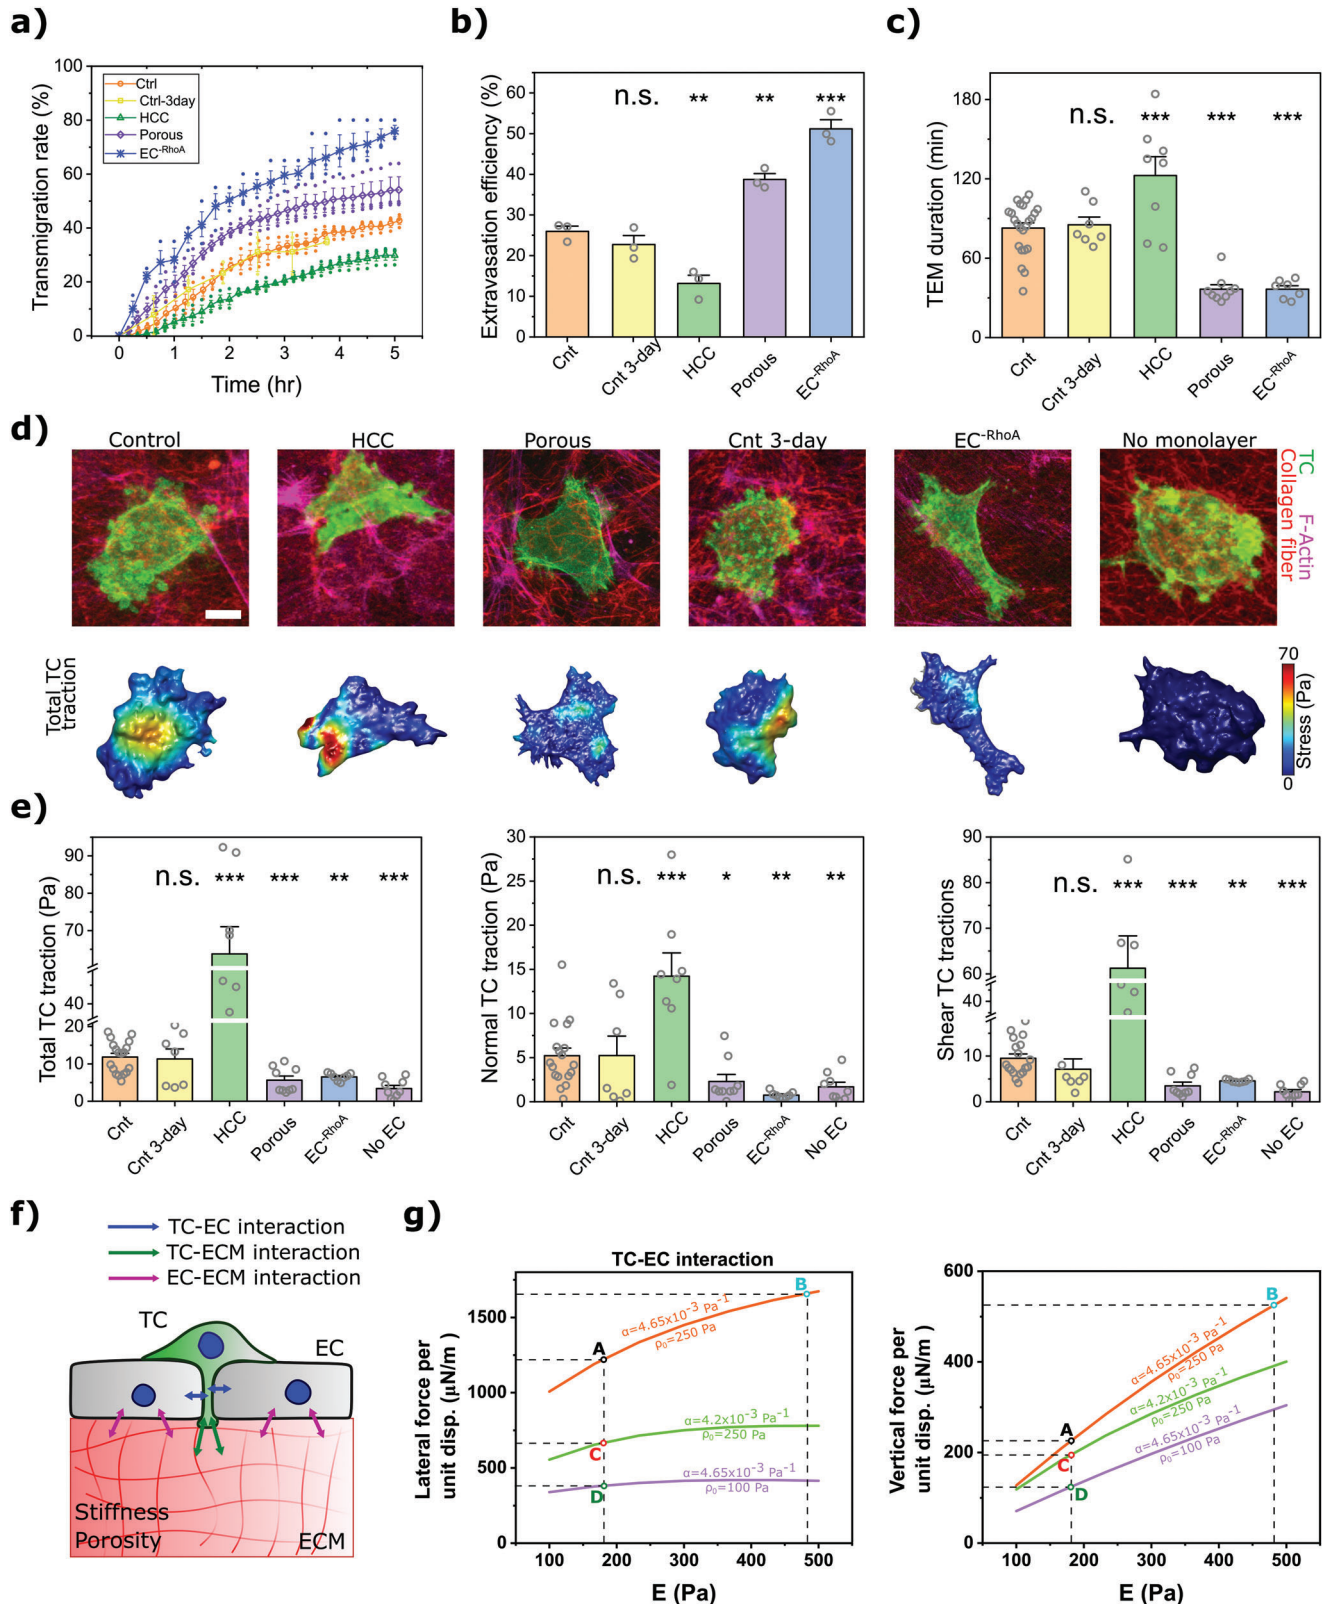 a)
Transmigration rate (%)
100
80
60
40
20
0
Ctrl
Ctrl-3day
HCC
Porous
EC-RhoA
0 1 2 3 4 5
Time (hr)
b)
Extravasation efficiency (%)
60
50
40
30
20
10
0
n.s. ** ** ***
Cnt
Cnt 3-day
HCC
Porous
EC-RhoA
c)
TEM duration (min)
180
120
60
0
n.s. *** *** ***
Cnt
Cnt 3-day
HCC
Porous
EC-RhoA
d)
Control HCC Porous Cnt 3-day EC-RhoA No monolayer
TC
Collagen fiber
F-Actin
Total TC
traction
70
Stress (Pa)
0
e)
Total TC traction (Pa)
90
70
40
20
10
0
n.s. *** *** ** ***
Cnt
Cnt 3-day
HCC
Porous
EC-RhoA
No EC
Normal TC traction (Pa)
30
25
20
15
10
5
0
n.s. *** * ** **
Cnt
Cnt 3-day
HCC
Porous
EC-RhoA
No EC
Shear TC tractions
90
80
70
60
40
10
0
n.s. *** *** ** ***
Cnt
Cnt 3-day
HCC
Porous
EC-RhoA
No EC
f)
TC-EC interaction
TC-ECM interaction
EC-ECM interaction
TC
EC
Stiffness
Porosity
ECM
g)
TC-EC interaction
Lateral force per
unit disp. (μN/m )
1500
1000
500
0
A
B
C
D
α=4.65x10⁻³ Pa⁻¹
ρ₀=250 Pa
α=4.2x10⁻³ Pa⁻¹
ρ₀=250 Pa
α=4.65x10⁻³ Pa⁻¹
ρ₀=100 Pa
100 200 300 400 500
E (Pa)
Vertical force per
unit disp. (μN/m )
600
400
200
0
A
B
C
D
α=4.65x10⁻³ Pa⁻¹
ρ₀=250 Pa
α=4.2x10⁻³ Pa⁻¹
ρ₀=250 Pa
α=4.65x10⁻³ Pa⁻¹
ρ₀=100 Pa
100 200 300 400 500
E (Pa)